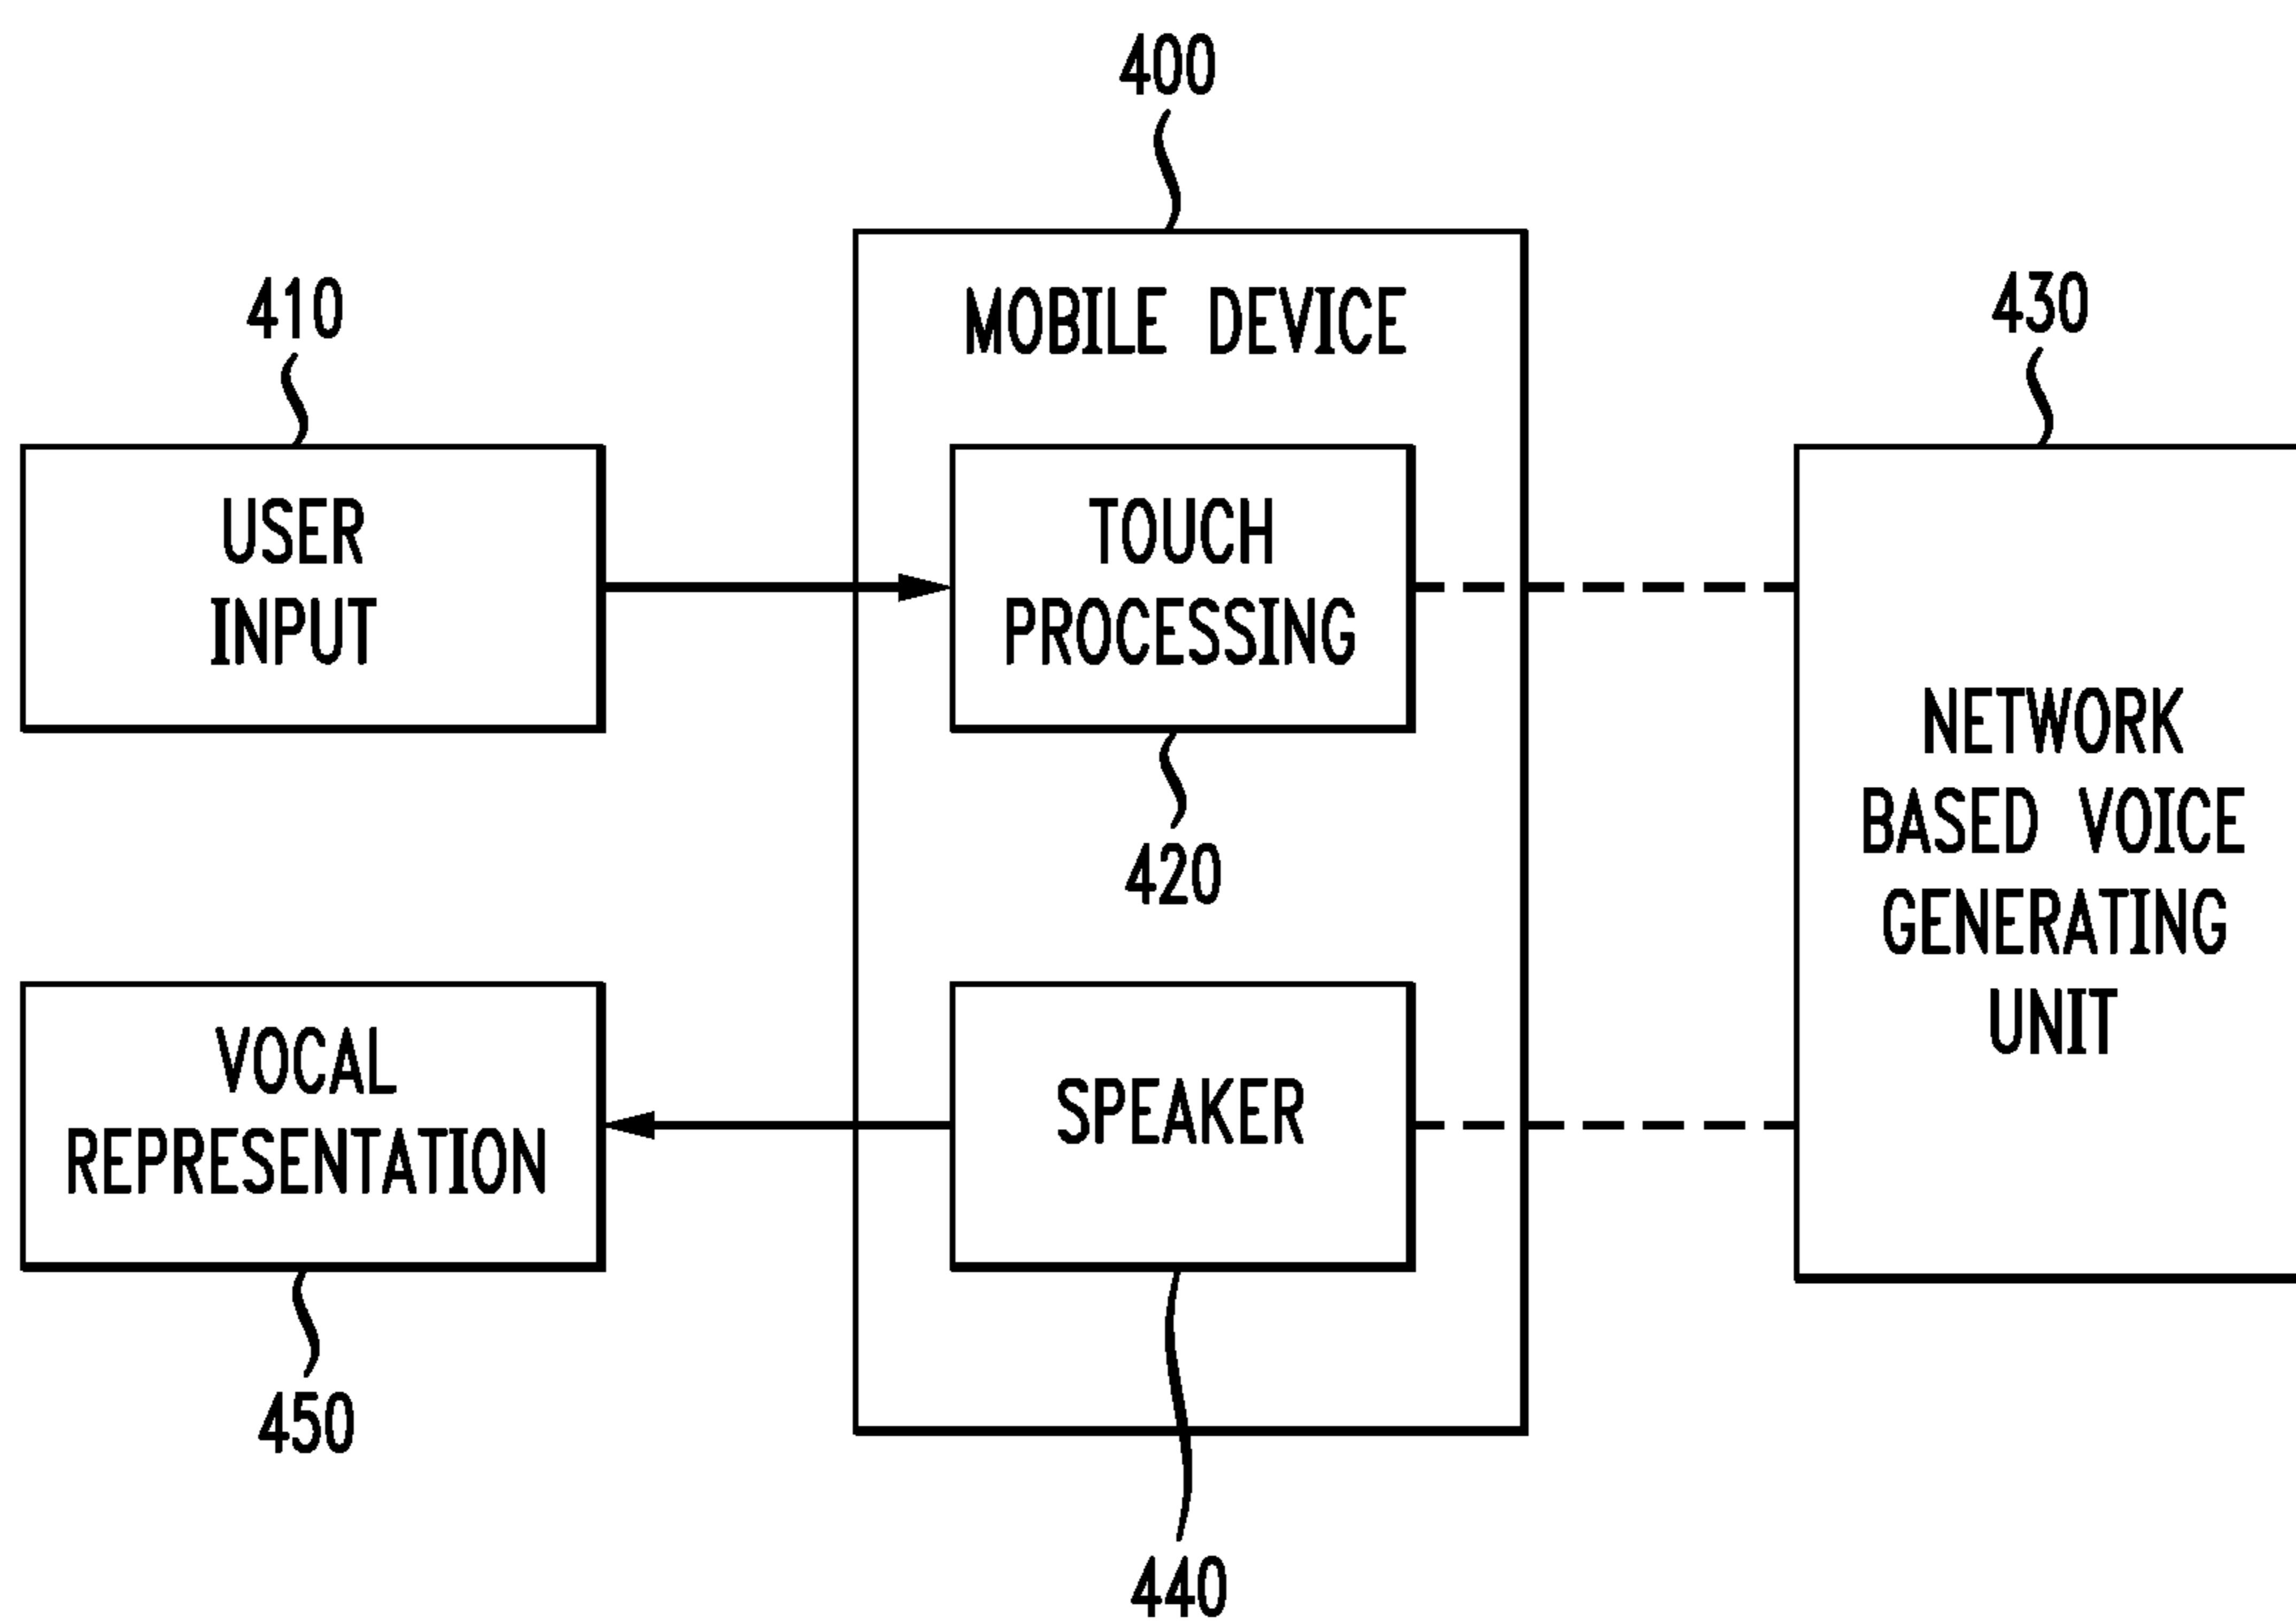 400
MOBILE DEVICE
410
USER
INPUT
TOUCH
PROCESSING
420
430
NETWORK
BASED VOICE
GENERATING
UNIT
VOCAL
REPRESENTATION
450
SPEAKER
440